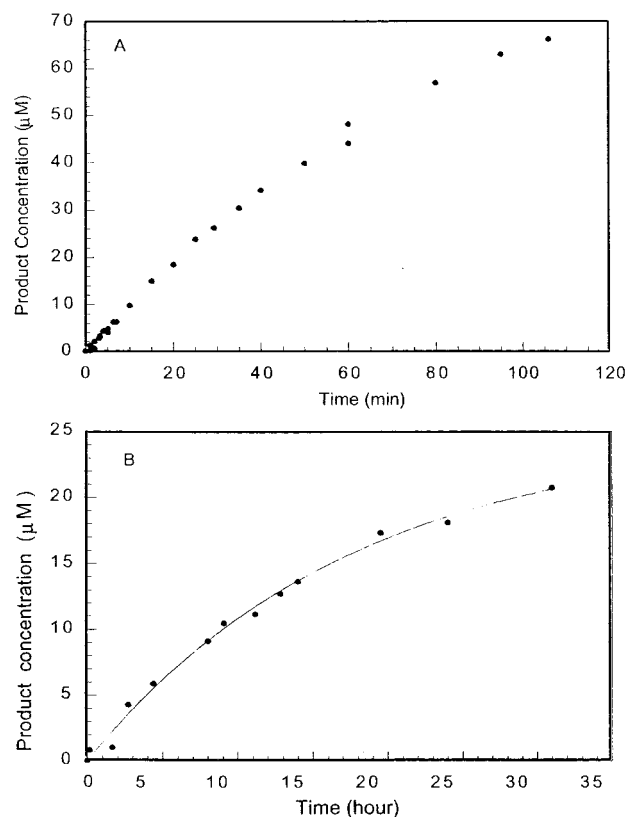 70
A
60
50
40
30
20
10
0
Product Concentration (µM)
0 20 40 60 80 100 120
Time (min)
25
B
20
15
10
5
0
Product concentration (µM)
0 5 10 15 20 25 30 35
Time (hour)